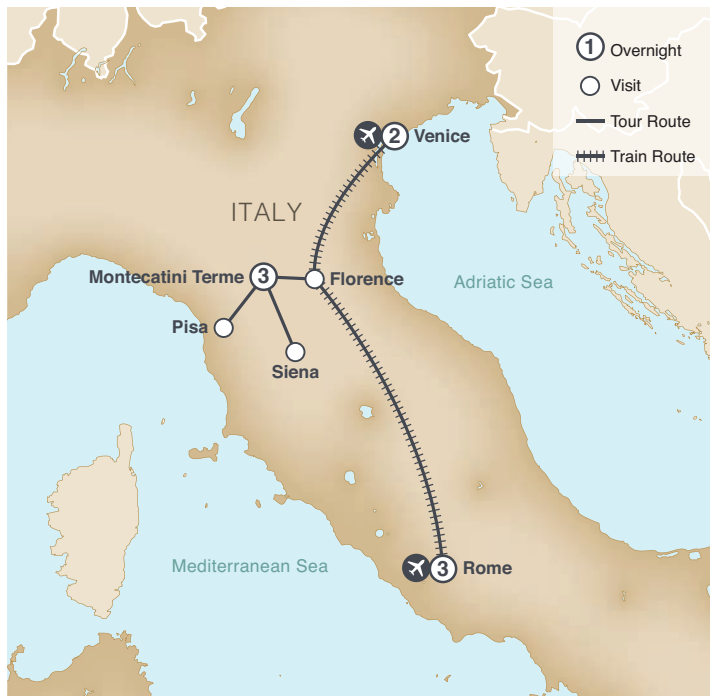 1 Overnight
Visit
Tour Route
Train Route
2 Venice
ITALY
Montecatini Terme 3
Florence
Adriatic Sea
Pisa
Siena
Mediterranean Sea
3 Rome